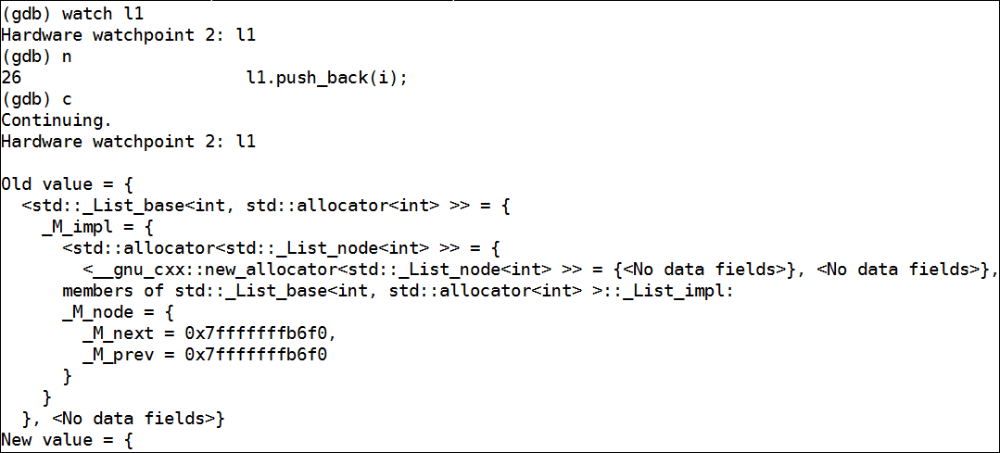 (gdb) watch l1
Hardware watchpoint 2: l1
(gdb) n
26                      l1.push_back(i);
(gdb) c
Continuing.
Hardware watchpoint 2: l1

Old value = {
  <std::_List_base<int, std::allocator<int> >> = {
    _M_impl = {
      <std::allocator<std::_List_node<int> >> = {
        <__gnu_cxx::new_allocator<std::_List_node<int> >> = {<No data fields>}, <No data fields>},
      members of std::_List_base<int, std::allocator<int> >::_List_impl:
      _M_node = {
        _M_next = 0x7fffffffb6f0,
        _M_prev = 0x7fffffffb6f0
      }
    }
  }, <No data fields>}
New value = {